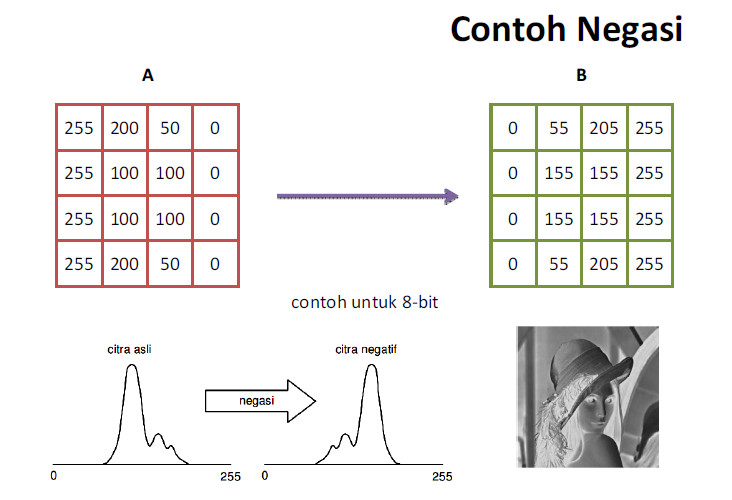 Contoh Negasi
A
B
255 200 50 0
255 100 100 0
255 100 100 0
255 200 50 0
0 55 205 255
0 155 155 255
0 155 155 255
0 55 205 255
contoh untuk 8-bit
citra asli
negasi
citra negatif
0 255
0 255